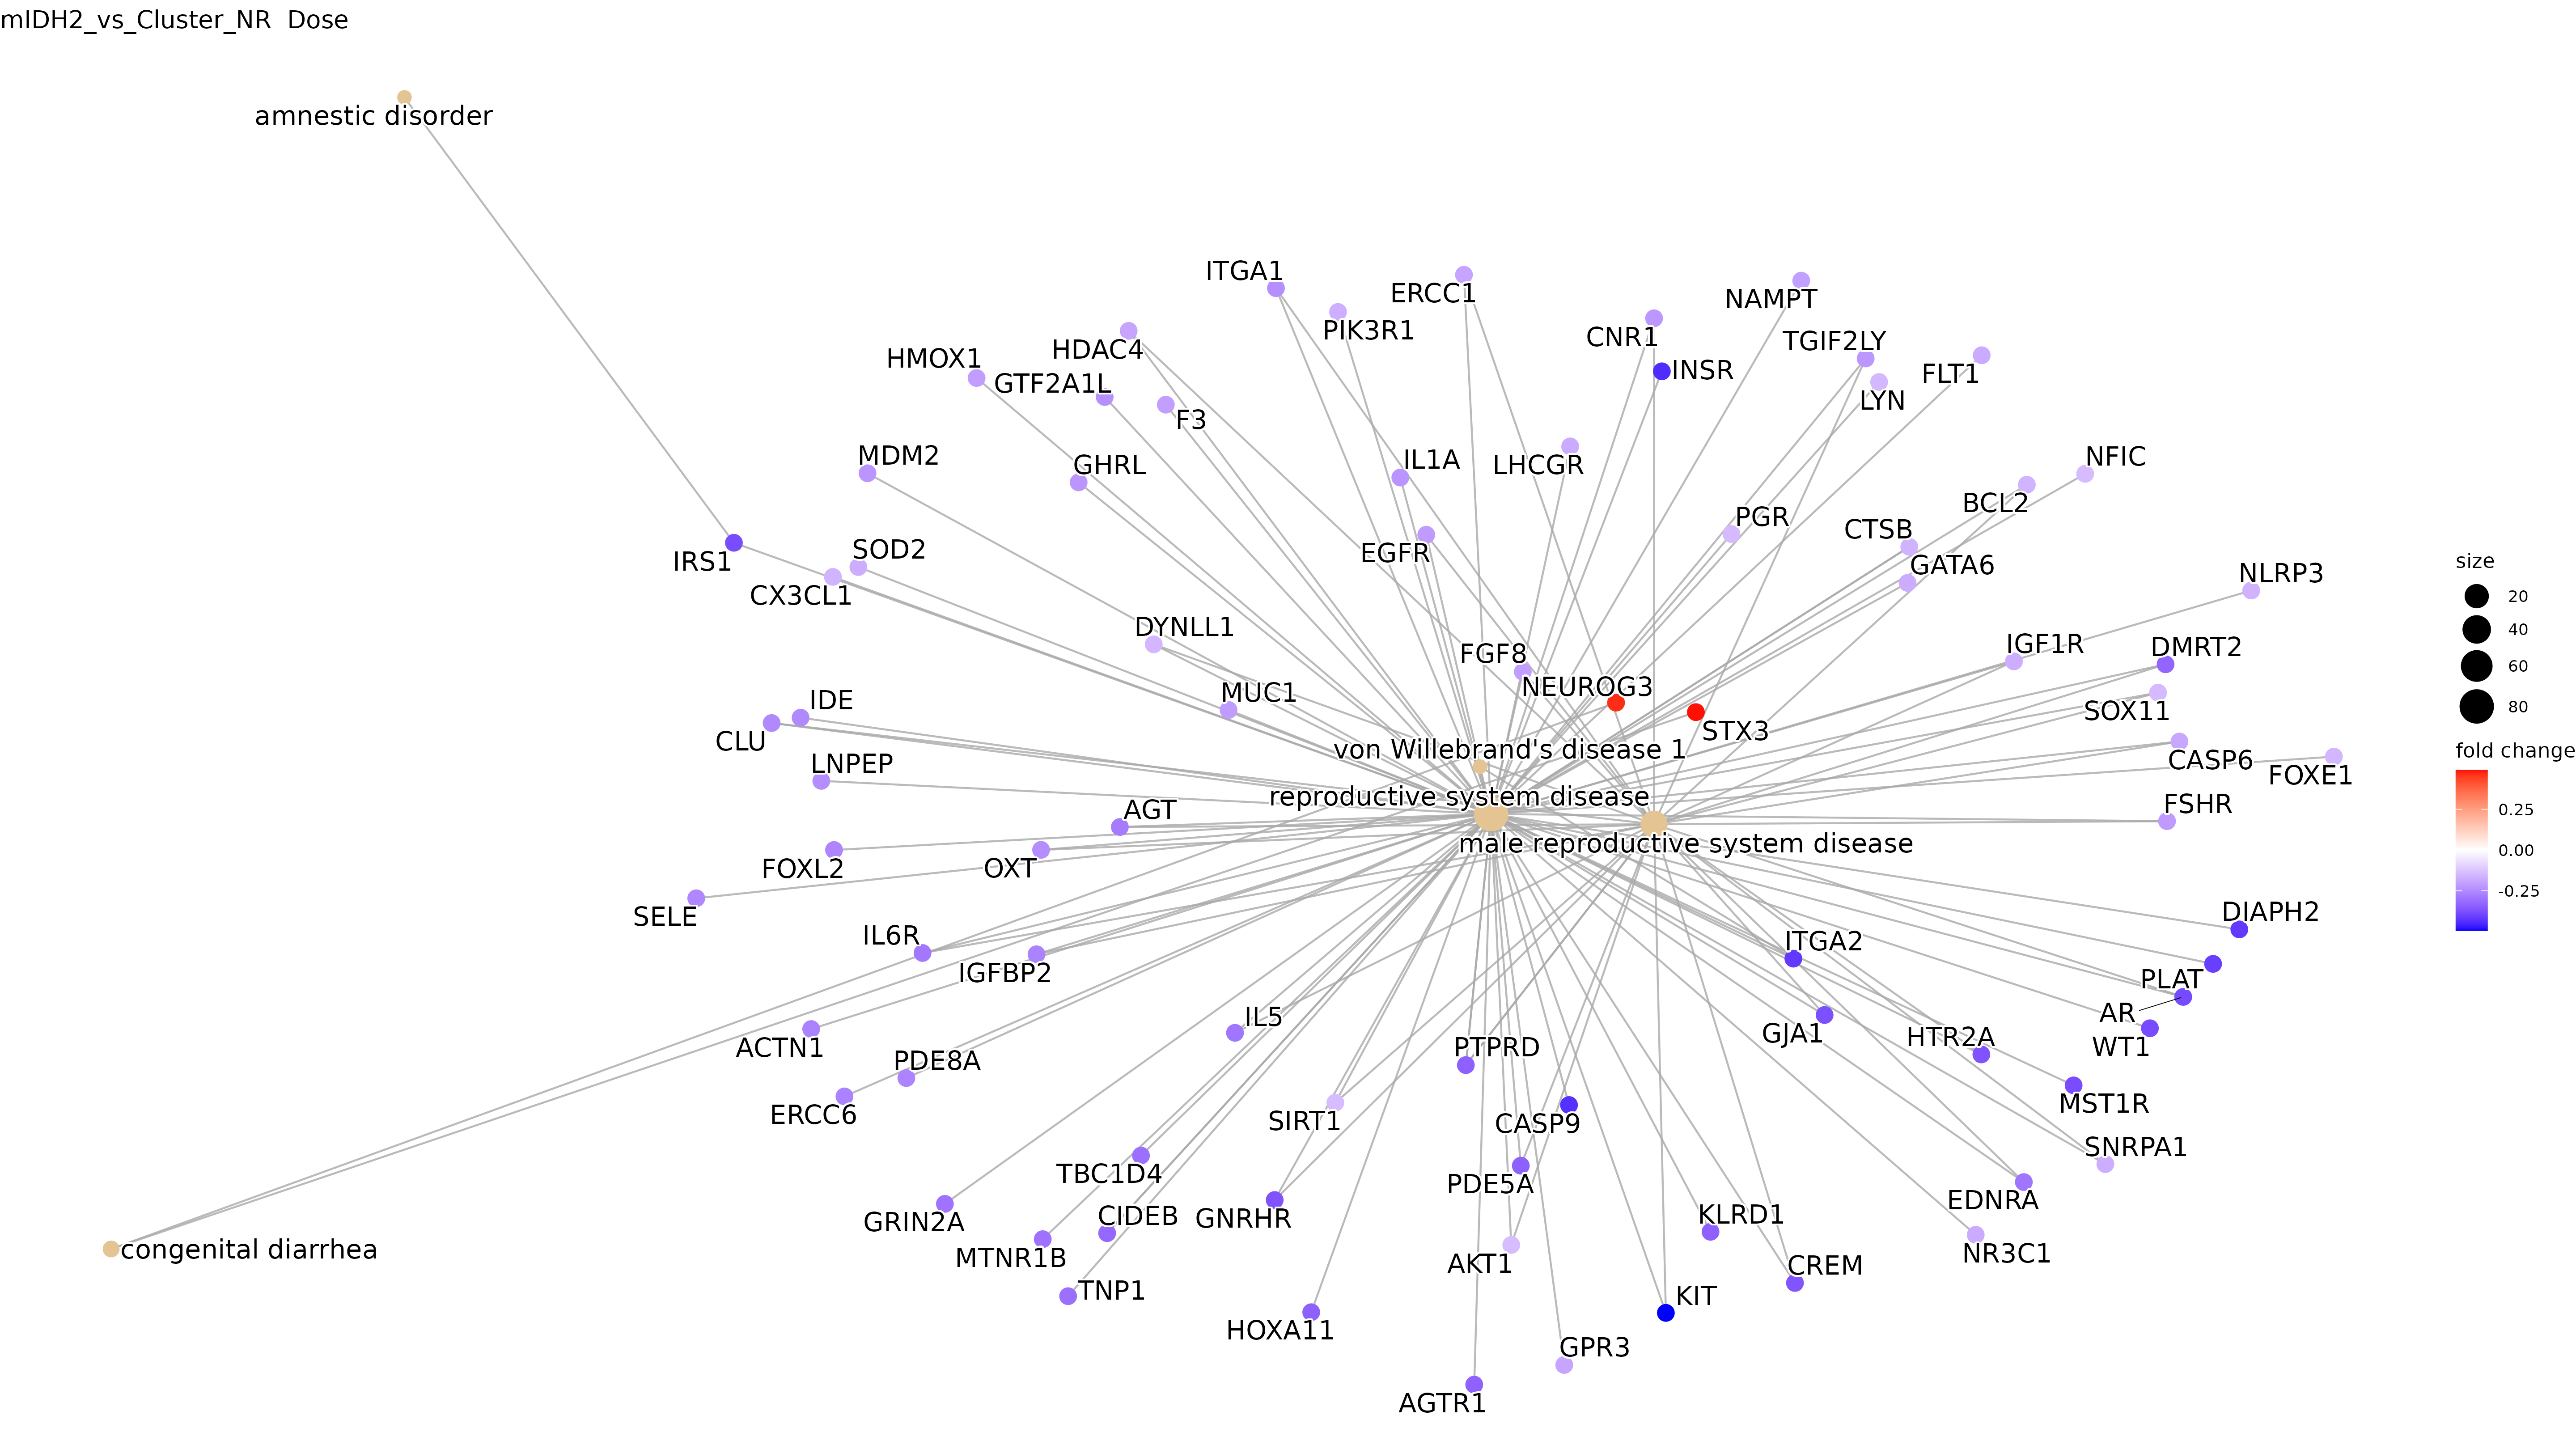 mIDH2_vs_Cluster_NR  Dose
amnestic disorder
ITGA1
ERCC1
NAMPT
PIK3R1
CNR1
TGIF2LY
HDAC4
HMOX1
INSR
FLT1
GTF2A1L
LYN
F3
MDM2
GHRL
IL1A
LHCGR
NFIC
BCL2
PGR
CTSB
SOD2
EGFR
IRS1
GATA6
size
NLRP3
CX3CL1
20
DYNLL1
40
FGF8
IGF1R
DMRT2
60
NEUROG3
MUC1
IDE
80
SOX11
STX3
CLU
von Willebrand's disease 1
fold change
LNPEP
CASP6
FOXE1
reproductive system disease
FSHR
0.25
AGT
male reproductive system disease
0.00
FOXL2
OXT
-0.25
SELE
DIAPH2
IL6R
ITGA2
IGFBP2
PLAT
AR
IL5
GJA1
HTR2A
ACTN1
PTPRD
WT1
PDE8A
ERCC6
SIRT1
CASP9
MST1R
SNRPA1
TBC1D4
PDE5A
EDNRA
GRIN2A
CIDEB
GNRHR
KLRD1
congenital diarrhea
MTNR1B
AKT1
NR3C1
CREM
TNP1
KIT
HOXA11
GPR3
AGTR1